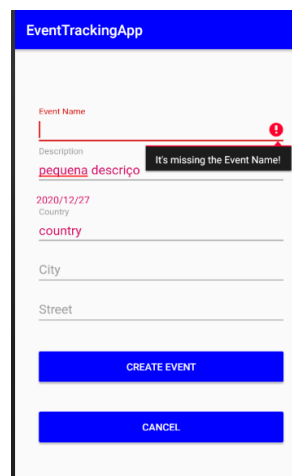 EventTrackingApp
Event Name
It's missing the Event Name!
Description
pequena descriço
2020/12/27
Country
country
City
Street
CREATE EVENT
CANCEL